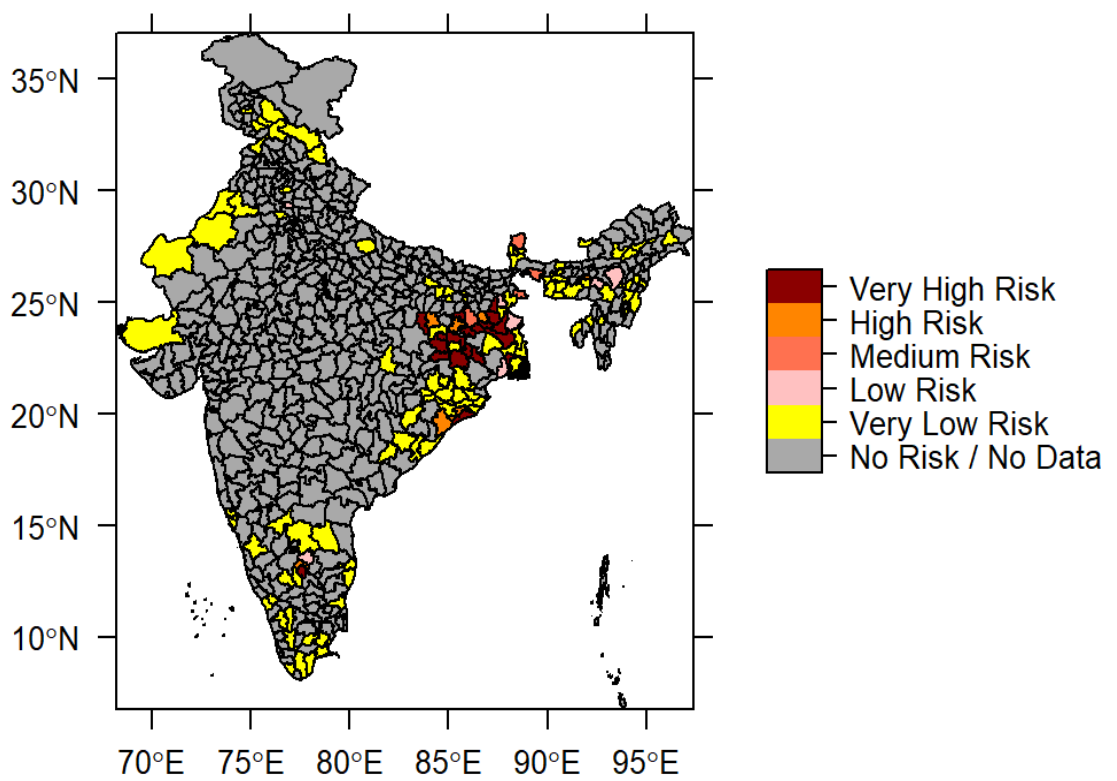 35°N
30°N
25°N
20°N
15°N
10°N
70°E 75°E 80°E 85°E 90°E 95°E
Very High Risk
High Risk
Medium Risk
Low Risk
Very Low Risk
No Risk / No Data